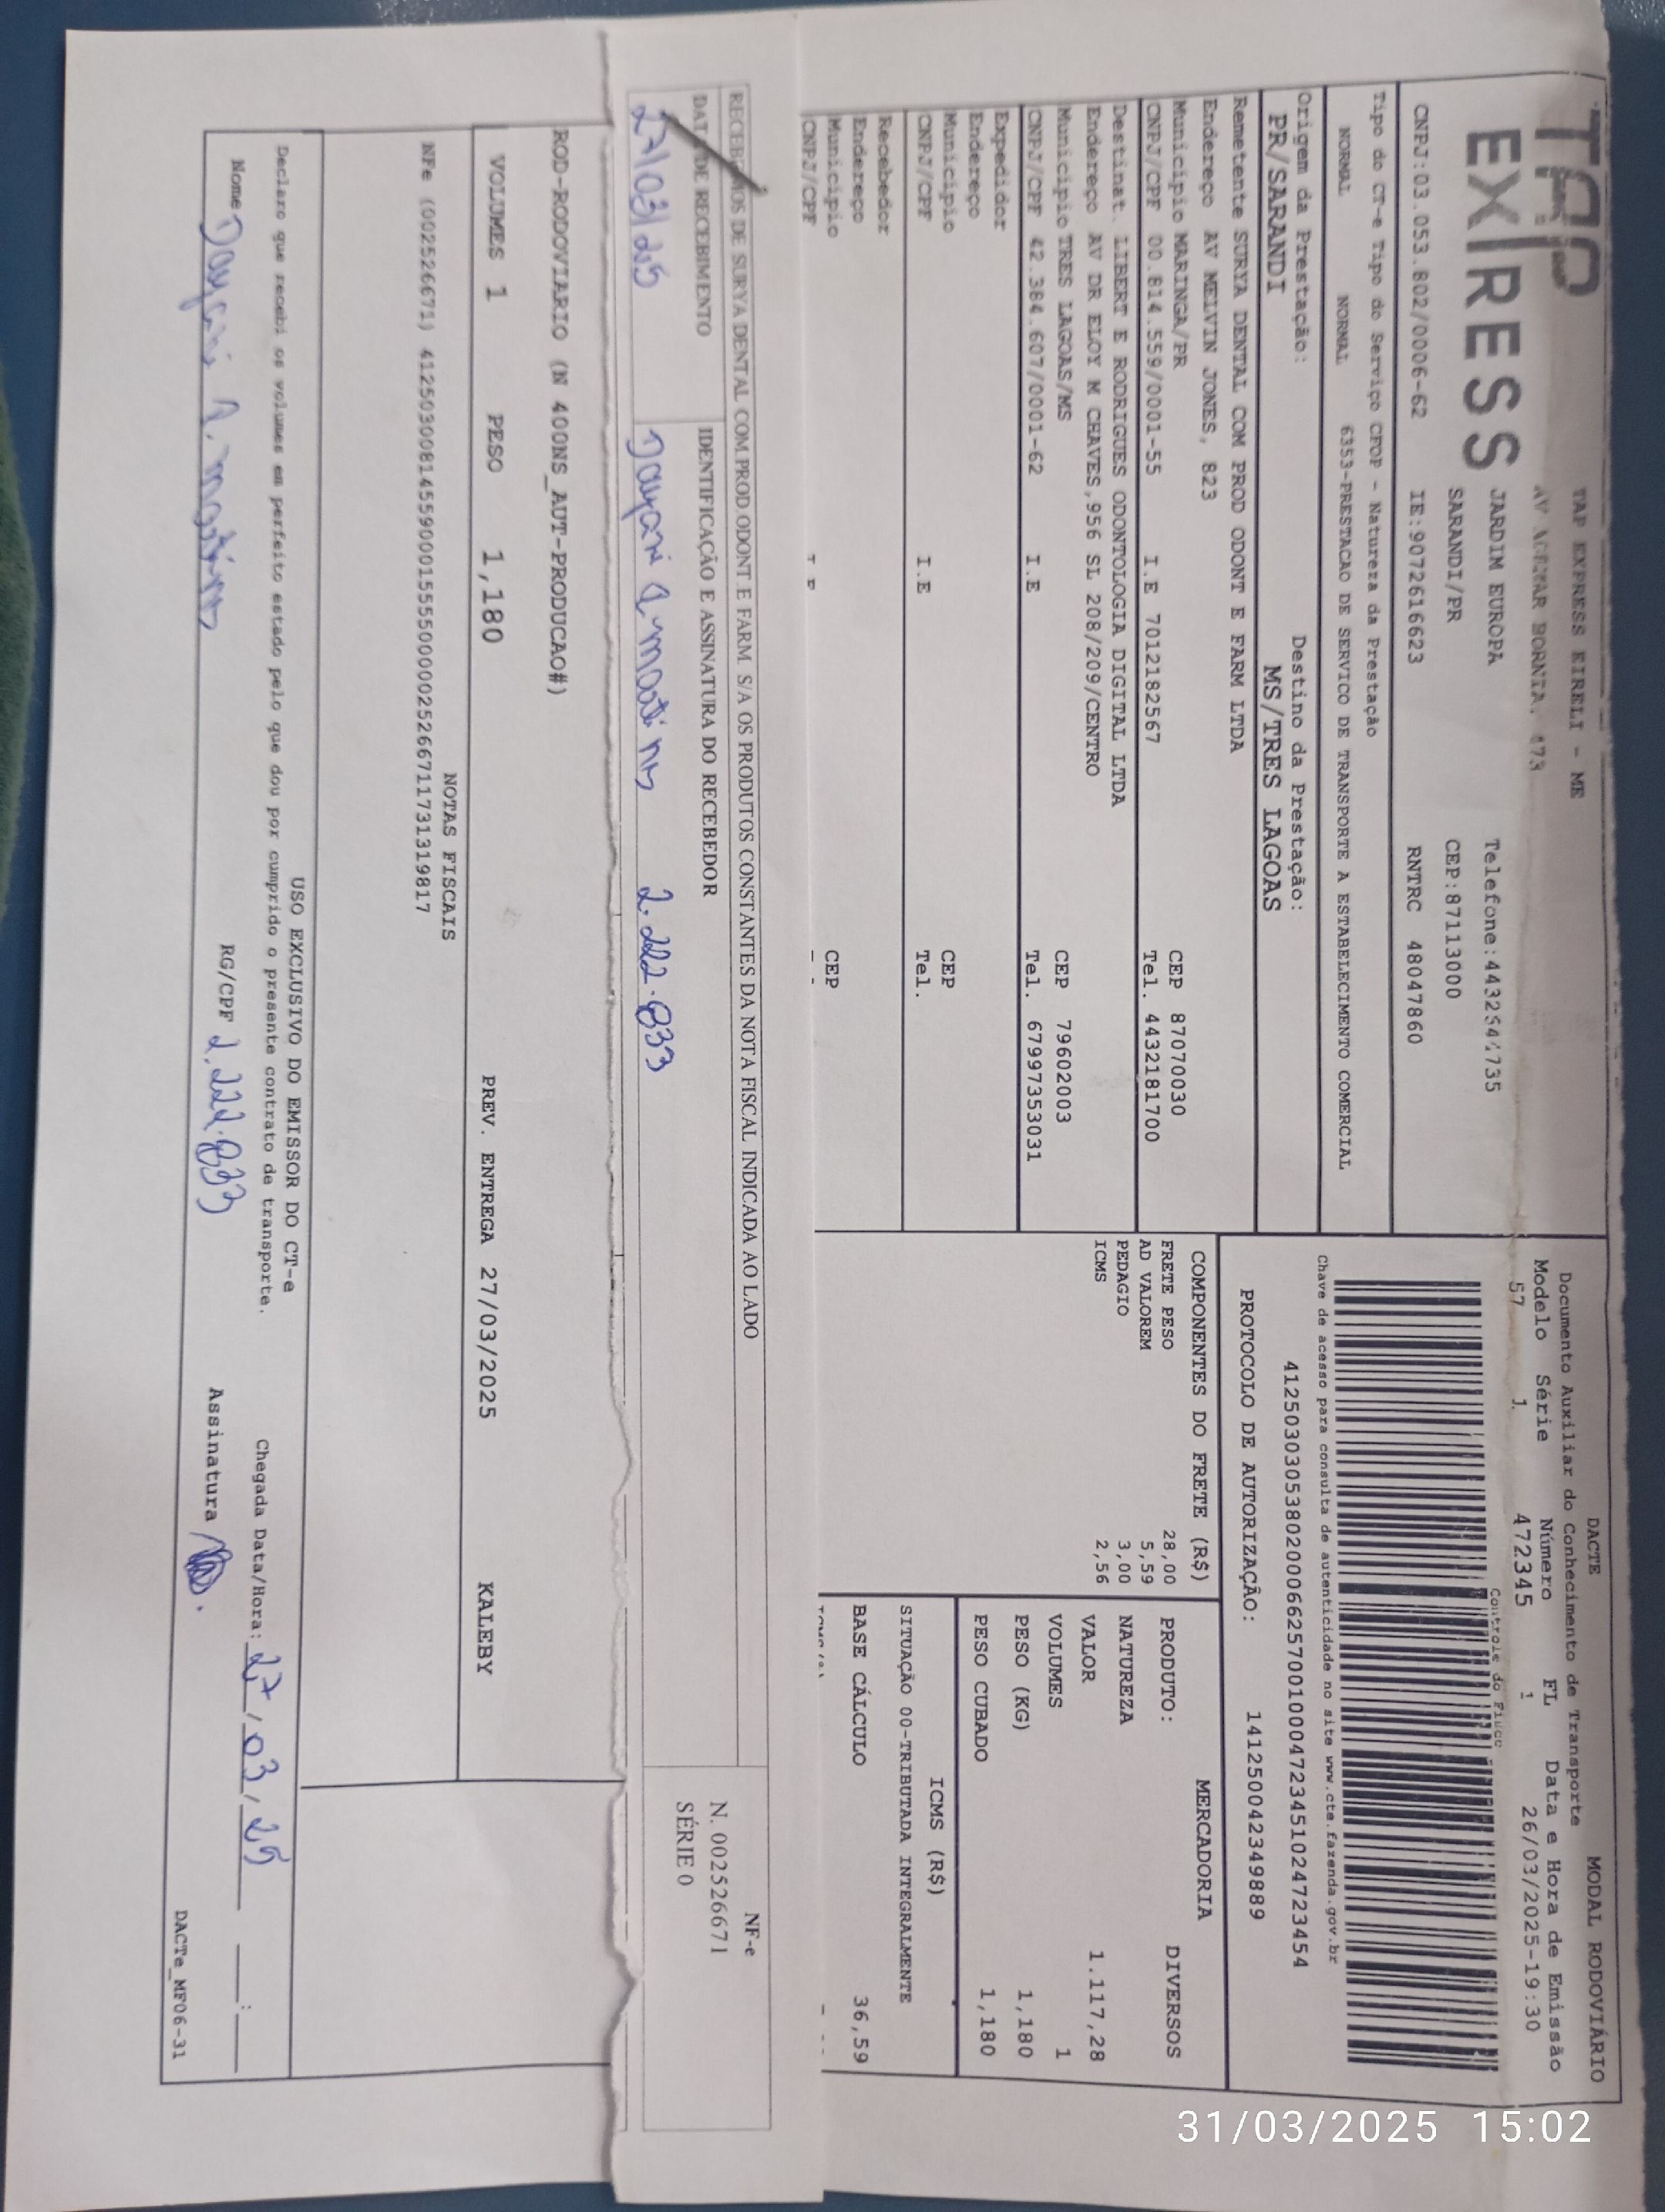 TAP
EXPRESS
TAP EXPRESS EIRELI - ME
JARDIM EUROPA Telefone:
SARANDI/PR CEP:87113000
CNPJ:03.053.802/0006-62 IE:9072616623 RNTRC 48047860
Tipo do CT-e Tipo do Serviço CFOP - Natureza da Prestação
NORMAL NORMAL 6353-PRESTACAO DE SERVICO DE TRANSPORTE A ESTABELECIMENTO COMERCIAL
Origem da Prestação: Destino da Prestação:
PR/SARANDI MS/TRES LAGOAS
Remetente SURYA DENTAL COM PROD ODONT E FARM LTDA
Endereço AV MELVIN JONES, 823
Municipio MARINGA/PR CEP 87070030
CNPJ/CPF 00.814.559/0001-55 I.E 7012182567 Tel. 4432181700
Destinat. LIBERT E RODRIGUES ODONTOLOGIA DIGITAL LTDA
Endereço AV DR ELOY M CHAVES,956 SL 208/209/CENTRO
Municipio TRES LAGOAS/MS CEP 79602003
CNPJ/CPF 42.384.607/0001-62 I.E Tel. 67997353031
Expedidor
Endereço
Municipio CEP
CNPJ/CPF I.E Tel.
Recebedor
Endereço
Municipio CEP
CNPJ/CPF
DACTE MODAL RODOVIÁRIO
Documento Auxiliar do Conhecimento de Transporte
Modelo Série Número FL Data e Hora de Emissão
57 1 472345 1 26/03/2025-19:30
Controle do Fisco
Chave de acesso para consulta de autenticidade no site www.cte.fazenda.gov.br
41250303053802000662570010004723451024723454
PROTOCOLO DE AUTORIZAÇÃO: 141250042349889
COMPONENTES DO FRETE (R$)
FRETE PESO 28,00
AD VALOREM 5,59
PEDAGIO 3,00
ICMS 2,56
MERCADORIA
PRODUTO: DIVERSOS
NATUREZA
VALOR 1.117,28
VOLUMES 1
PESO (KG) 1,180
PESO CUBADO 1,180
ICMS (R$)
SITUAÇÃO 00-TRIBUTADA INTEGRALMENTE
BASE CÁLCULO 36,59
RECEBEMOS DE SURYA DENTAL COM PROD.ODONT E FARM. S/A OS PRODUTOS CONSTANTES DA NOTA FISCAL INDICADA AO LADO
DATA DE RECEBIMENTO IDENTIFICAÇÃO E ASSINATURA DO RECEBEDOR
27/03/25 2.222.833
NF-e
N. 002526671
SÉRIE 0
ROD-RODOVIARIO (N 400NS_AUT-PRODUCAO#)
VOLUMES 1 PESO 1,180 PREV. ENTREGA 27/03/2025 KALEBY
NOTAS FISCAIS
NFe (002526671) 41250300814559000155550000025266711731319817
USO EXCLUSIVO DO EMISSOR DO CT-e
Declaro que recebi os volumes em perfeito estado pelo que dou por cumprido o presente contrato de transporte.
Chegada Data/Hora: 27/03/25
Nome RG/CPF 2.222.833 Assinatura
DACTe_MF06-31
31/03/2025 15:02